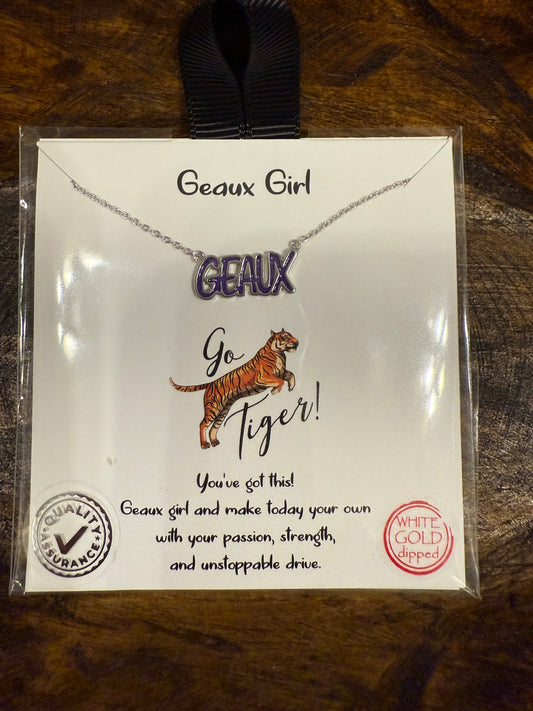 Geaux Girl
GEAUX
Go
Tiger!
You've got this!
Geaux girl and make today your own
with your passion, strength,
and unstoppable drive.
QUALITY
ASSURANCE
WHITE
GOLD
dipped